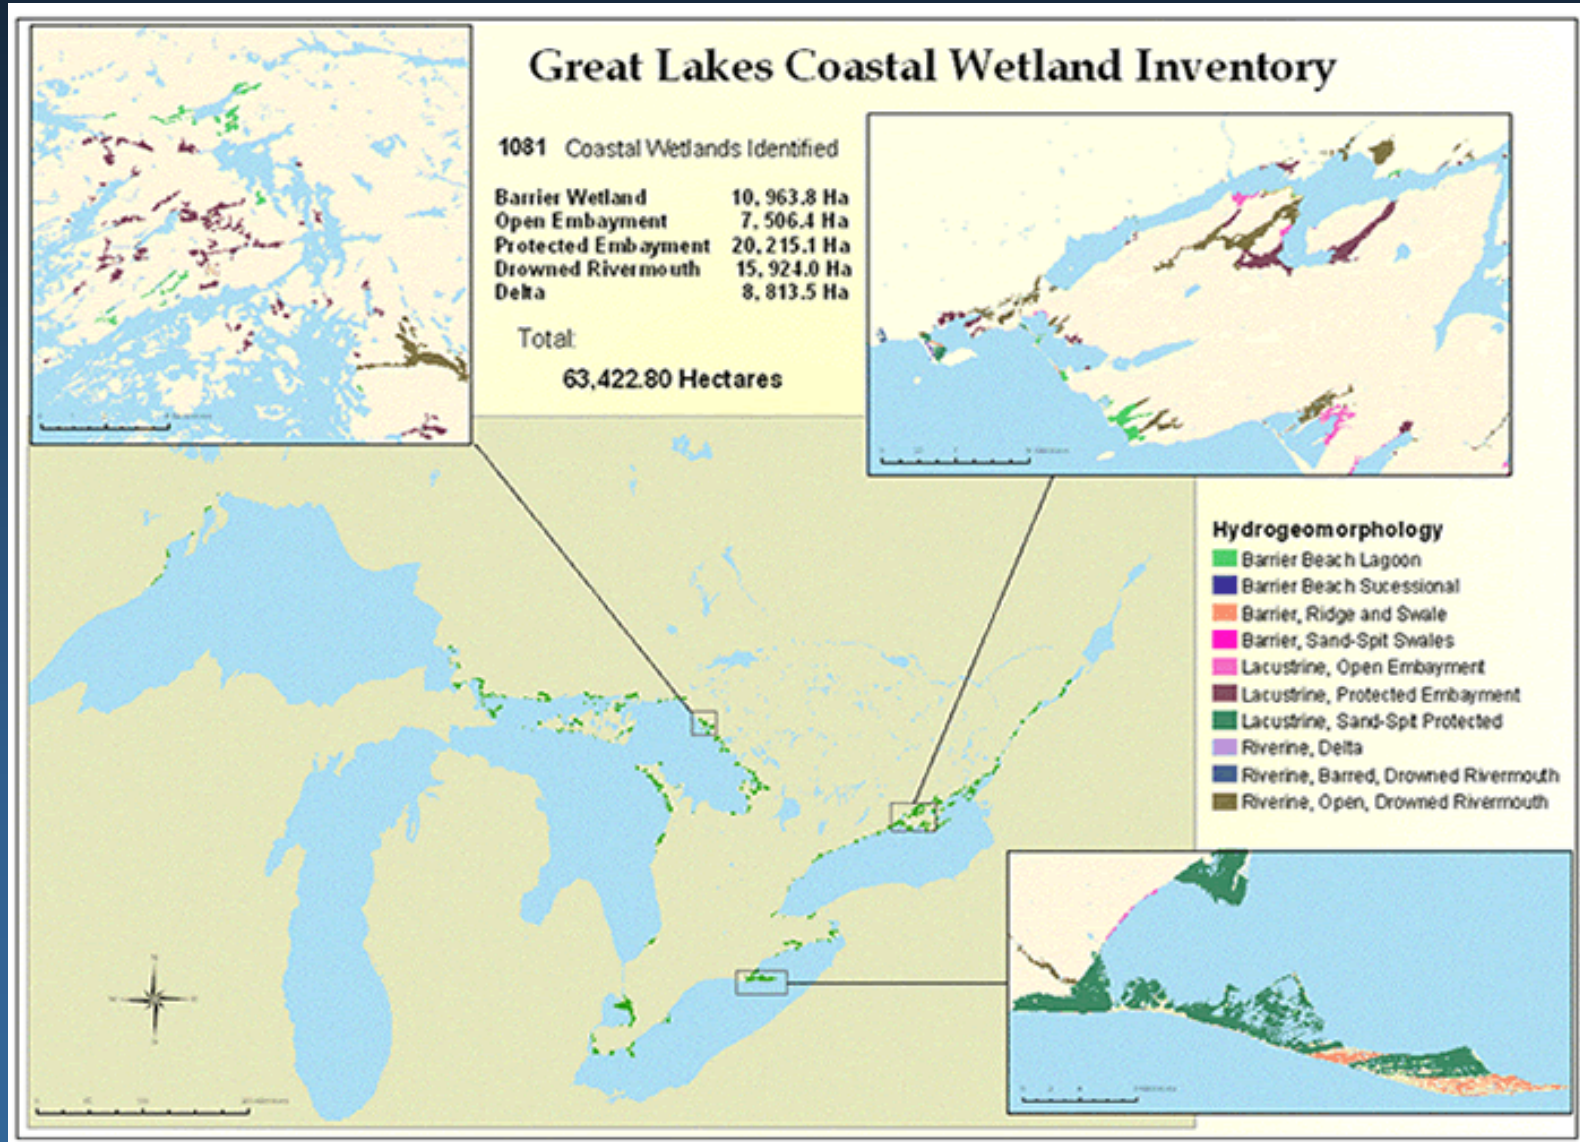 Great Lakes Coastal Wetland Inventory
1081 Coastal Wetlands Identified
Barrier Wetland 10, 963.8 Ha
Open Embayment 7, 506.4 Ha
Protected Embayment 20, 215.1 Ha
Drowned Rivermouth 15, 924.0 Ha
Delta 8, 813.5 Ha
Total:
63,422.80 Hectares
Hydrogeomorphology
Barrier Beach Lagoon
Barrier Beach Sucessional
Barrier, Ridge and Swale
Barrier, Sand-Spit Swales
Lacustrine, Open Embayment
Lacustrine, Protected Embayment
Lacustrine, Sand-Spit Protected
Riverine, Delta
Riverine, Barred, Drowned Rivermouth
Riverine, Open, Drowned Rivermouth